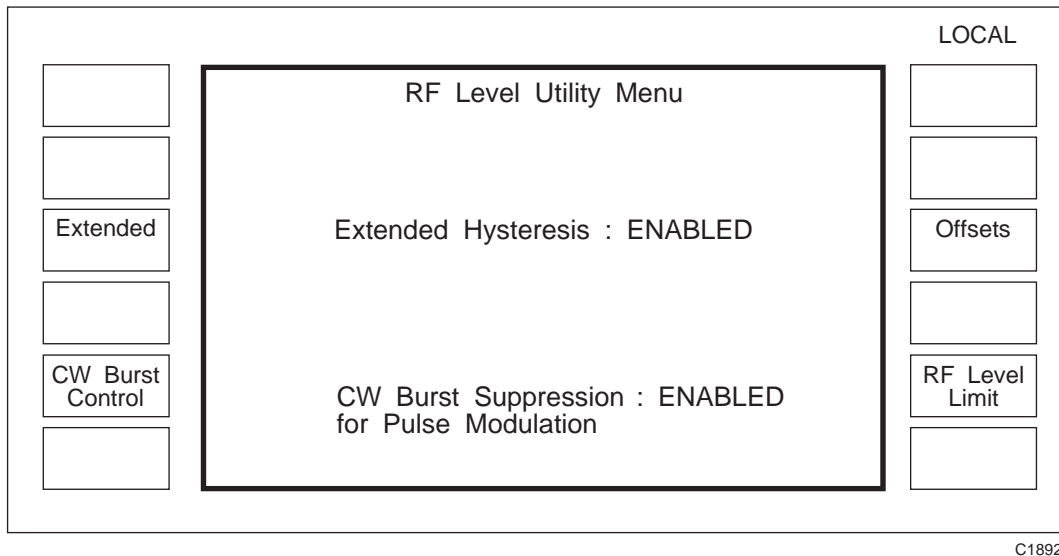 LOCAL
RF Level Utility Menu
Extended
Extended Hysteresis : ENABLED
Offsets
CW Burst
Control
CW Burst Suppression : ENABLED
for Pulse Modulation
RF Level
Limit
C1892